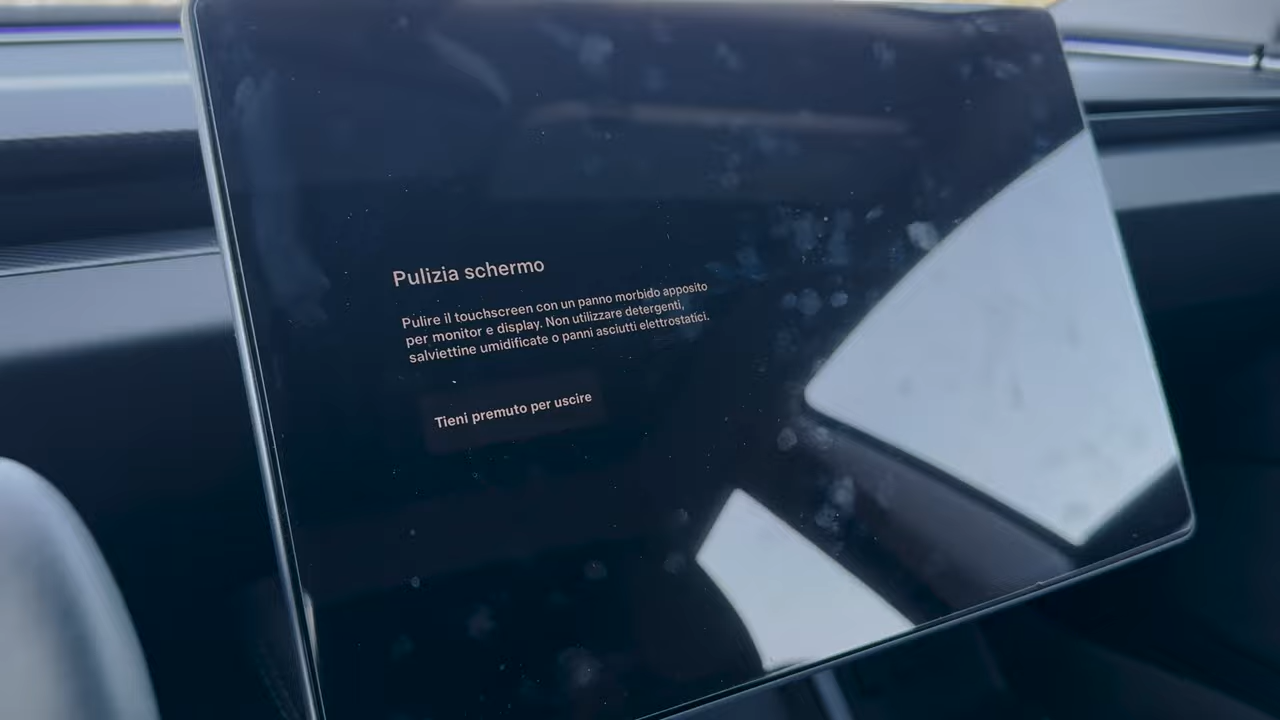 Pulizia schermo
Pulire il touchscreen con un panno morbido apposito
per monitor e display. Non utilizzare detergenti,
salviettine umidificate o panni asciutti elettrostatici.
Tieni premuto per uscire